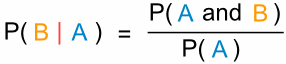 P( B | A ) = P( A and B ) / P( A )